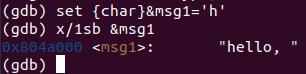 (gdb) set {char}&msg1='h'
(gdb) x/1sb &msg1
0x804a000 <msg1>:        "hello, "
(gdb)